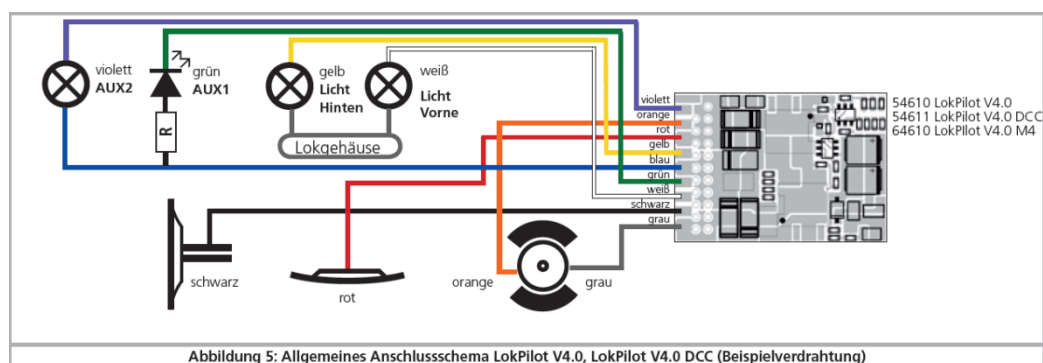 violett
AUX2
grün
AUX1
gelb
Licht
Hinten
weiß
Licht
Vorne
R
Lokgehäuse
violett
orange
rot
gelb
blau
grün
weiß
schwarz
grau
54610 LokPilot V4.0
54611 LokPilot V4.0 DCC
64610 LokPIlot V4.0 M4
schwarz
rot
orange
grau
Abbildung 5: Allgemeines Anschlussschema LokPilot V4.0, LokPilot V4.0 DCC (Beispielverdrahtung)